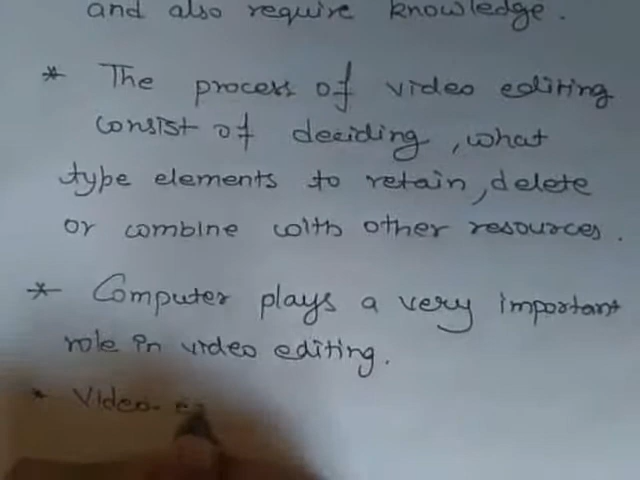 and also require knowledge.
* The process of video editing
consist of deciding, what
type elements to retain, delete
or combine with other resources.
* Computer plays a very important
role in video editing.
* Video